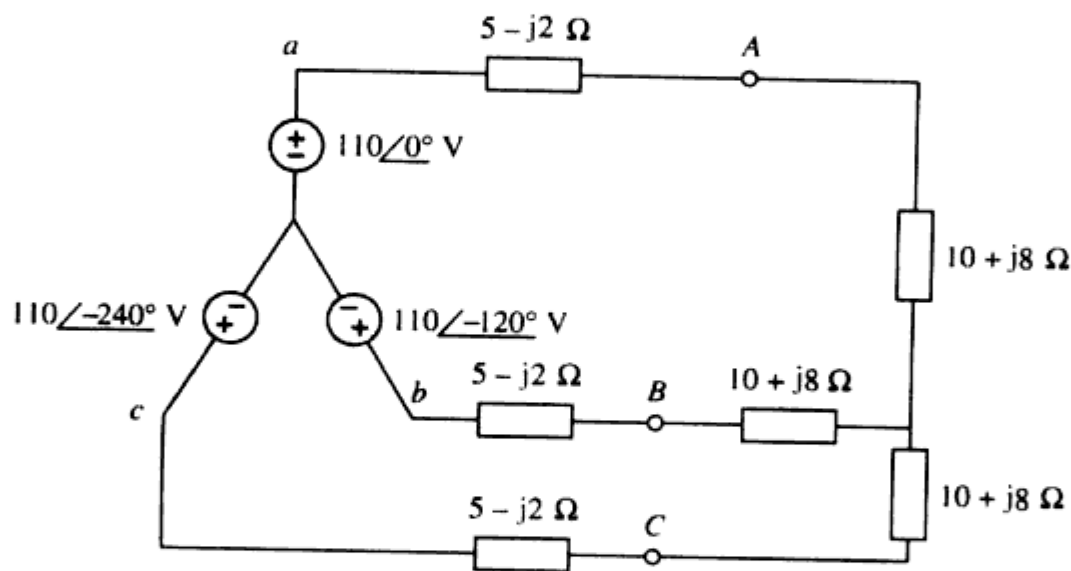 5 – j2 Ω
a
A
+
–
110∠0° V
10 + j8 Ω
110∠–240° V
–
+
–
+
110∠–120° V
5 – j2 Ω
10 + j8 Ω
c
b
B
5 – j2 Ω
10 + j8 Ω
C